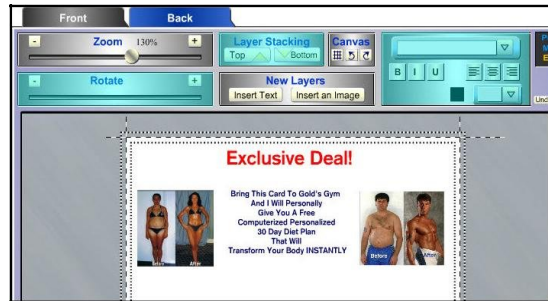 Front Back
- Zoom 130% +
Layer Stacking
Top Bottom
Canvas
- Rotate +
New Layers
Insert Text Insert an Image
B I U
Exclusive Deal!
Bring This Card To Gold's Gym
And I Will Personally
Give You A Free
Computerized Personalized
30 Day Diet Plan
That Will
Transform Your Body INSTANTLY
Before After
Before After